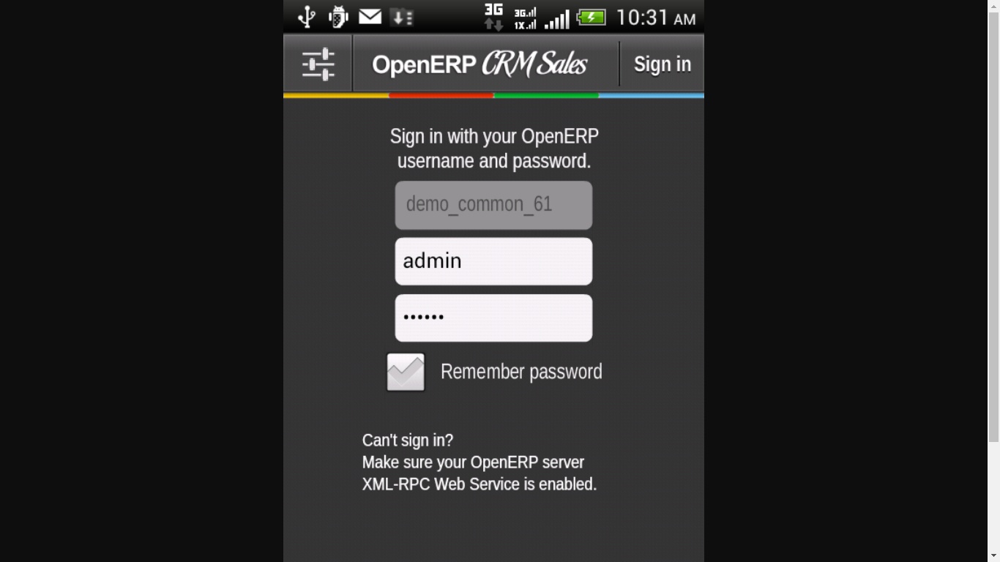 3G 3G 1X 10:31 AM
OpenERP CRM Sales Sign in
Sign in with your OpenERP
username and password.
demo_common_61
admin
••••••
Remember password
Can't sign in?
Make sure your OpenERP server
XML-RPC Web Service is enabled.